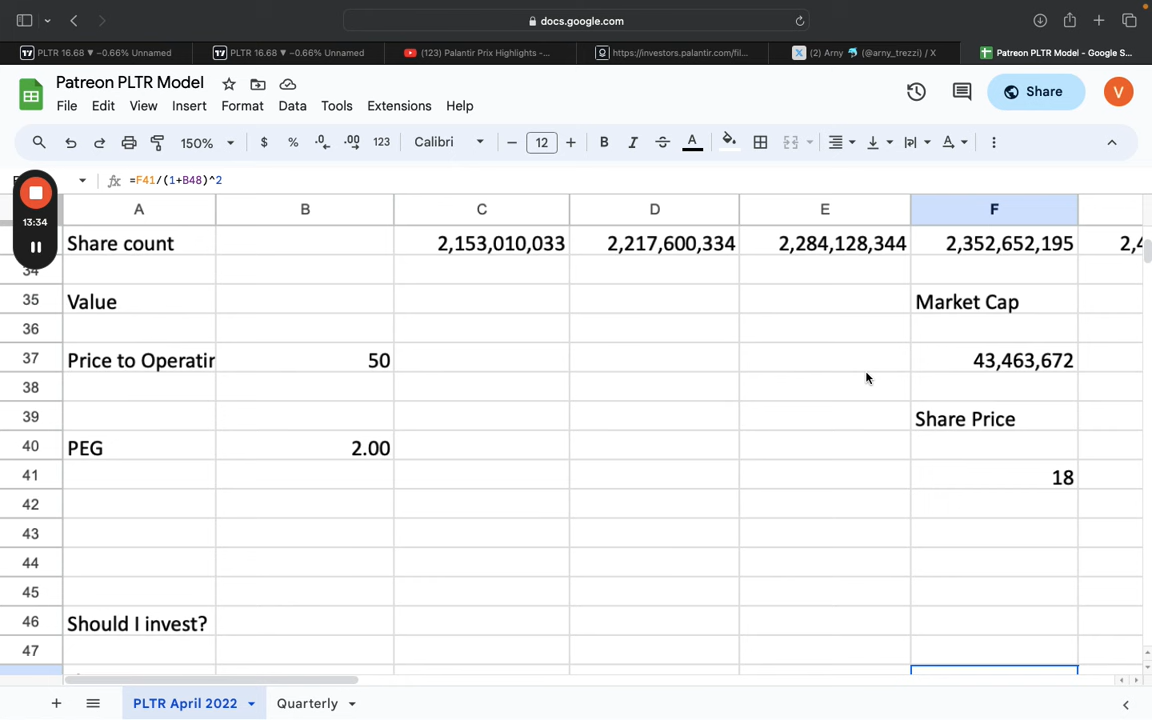 docs.google.com
PLTR 16.68 ▼ −0.66% Unnamed
PLTR 16.68 ▼ −0.66% Unnamed
(123) Palantir Prix Highlights -...
https://investors.palantir.com/fil...
(2) Arny 🐬 (@arny_trezzi) / X
Patreon PLTR Model - Google S...
Patreon PLTR Model
File Edit View Insert Format Data Tools Extensions Help
Share
V
150% $ % .0 .00 123 Calibri − 12 + B I A A
fx =F41/(1+B48)^2
13:34
A B C D E F
Share count 2,153,010,033 2,217,600,334 2,284,128,344 2,352,652,195 2,4
34
35 Value Market Cap
36
37 Price to Operatin 50 43,463,672
38
39 Share Price
40 PEG 2.00
41 18
42
43
44
45
46 Should I invest?
47
+ PLTR April 2022 Quarterly